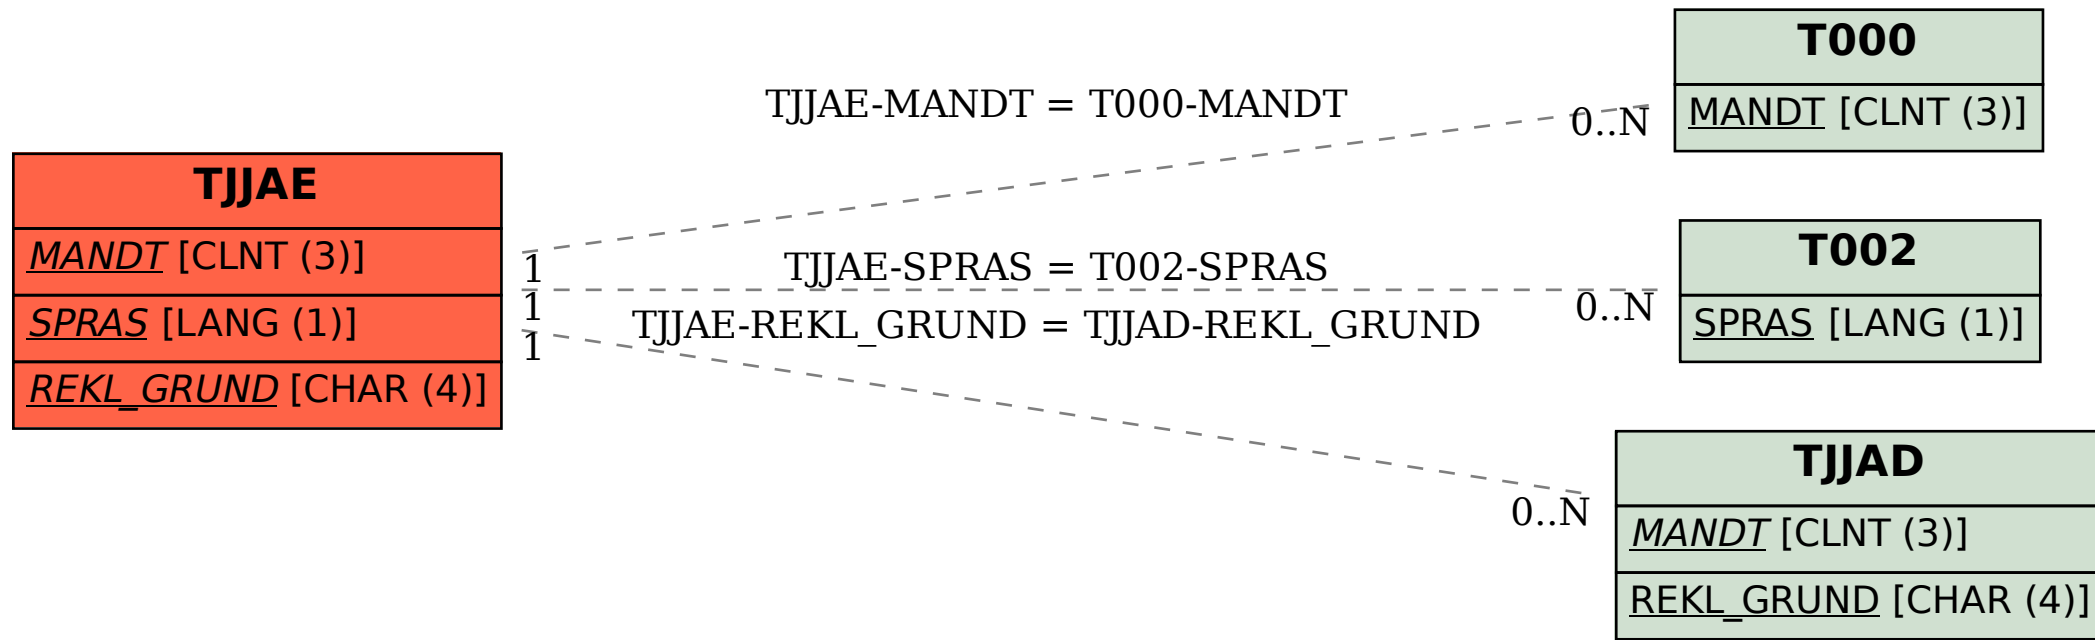 TJJAE
MANDT [CLNT (3)]
SPRAS [LANG (1)]
REKL_GRUND [CHAR (4)]
TJJAE-MANDT = T000-MANDT
1
0..N
TJJAE-SPRAS = T002-SPRAS
1
0..N
TJJAE-REKL_GRUND = TJJAD-REKL_GRUND
1
0..N
T000
MANDT [CLNT (3)]
T002
SPRAS [LANG (1)]
TJJAD
MANDT [CLNT (3)]
REKL_GRUND [CHAR (4)]